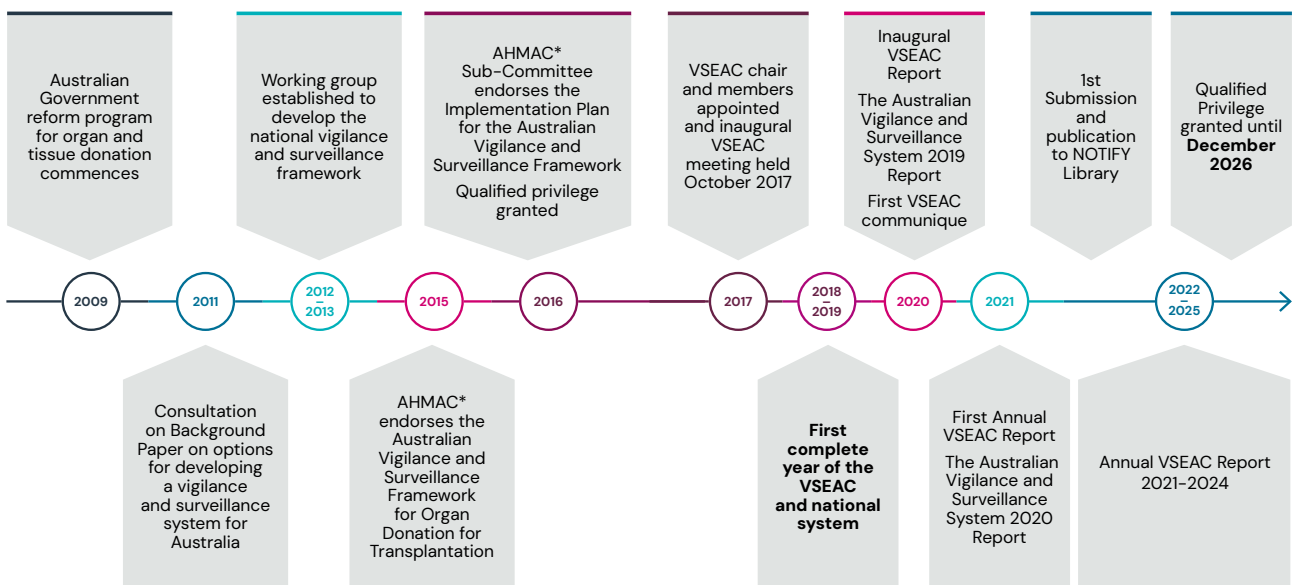 Australian
Government
reform program
for organ and
tissue donation
commences
Working group
established to
develop the
national vigilance
and surveillance
framework
AHMAC*
Sub-Committee
endorses the
Implementation Plan
for the Australian
Vigilance and
Surveillance Framework
Qualified privilege
granted
VSEAC chair
and members
appointed
and inaugural
VSEAC
meeting held
October 2017
Inaugural
VSEAC
Report
The Australian
Vigilance and
Surveillance
System 2019
Report
First VSEAC
communique
1st
Submission
and
publication
to NOTIFY
Library
Qualified
Privilege
granted until
December
2026
2009
2011
2012
–
2013
2015
2016
2017
2018
–
2019
2020
2021
2022
–
2025
Consultation
on Background
Paper on options
for developing
a vigilance
and surveillance
system for
Australia
AHMAC*
endorses the
Australian
Vigilance and
Surveillance
Framework
for Organ
Donation for
Transplantation
First
complete
year of the
VSEAC
and national
system
First Annual
VSEAC Report
The Australian
Vigilance and
Surveillance
System 2020
Report
Annual VSEAC Report
2021–2024